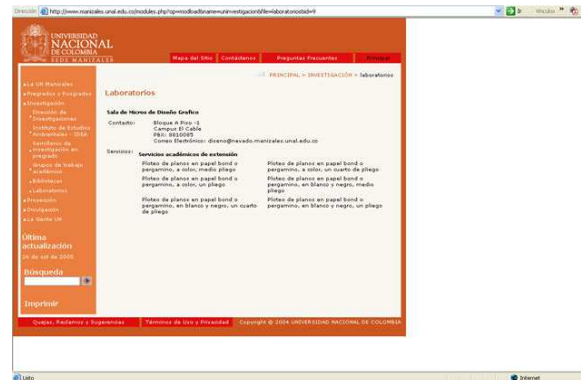 Dirección
http://www.manizales.unal.edu.co/modules.php?op=modload&name=uninvestigacion&file=laboratorios&id=9
Vínculos
UNIVERSIDAD
NACIONAL
DE COLOMBIA
SEDE MANIZALES
Mapa del Sitio
Contáctenos
Preguntas Frecuentes
Principal
PRINCIPAL > INVESTIGACIÓN > laboratorios
La UN Manizales
Pregrados y Posgrados
Investigación
Dirección de
Investigaciones
Instituto de Estudios
Ambientales - IDEA
Semilleros de
investigación en
pregrado
Grupos de trabajo
académico
Bibliotecas
Laboratorios
Proyección
Divulgación
La Gente UN
Última
actualización
24 de oct de 2005
Búsqueda
Imprimir
Laboratorios
Sala de Micros de Diseño Grafico
Contacto:
Bloque A Piso -1
Campus El Cable
PBX: 8810005
Correo Electrónico: diseno@nevado.manizales.unal.edu.co
Servicios:
Servicios académicos de extensión
Ploteo de planos en papel bond o
pergamino, a color, medio pliego
Ploteo de planos en papel bond o
pergamino, a color, un cuarto de pliego
Ploteo de planos en papel bond o
pergamino, a color, un pliego
Ploteo de planos en papel bond o
pergamino, en blanco y negro, medio
pliego
Ploteo de planos en papel bond o
pergamino, en blanco y negro, un cuarto
de pliego
Ploteo de planos en papel bond o
pergamino, en blanco y negro, un pliego
Quejas, Reclamos y Sugerencias
Términos de Uso y Privacidad
Copyright © 2004 UNIVERSIDAD NACIONAL DE COLOMBIA
Listo
Internet